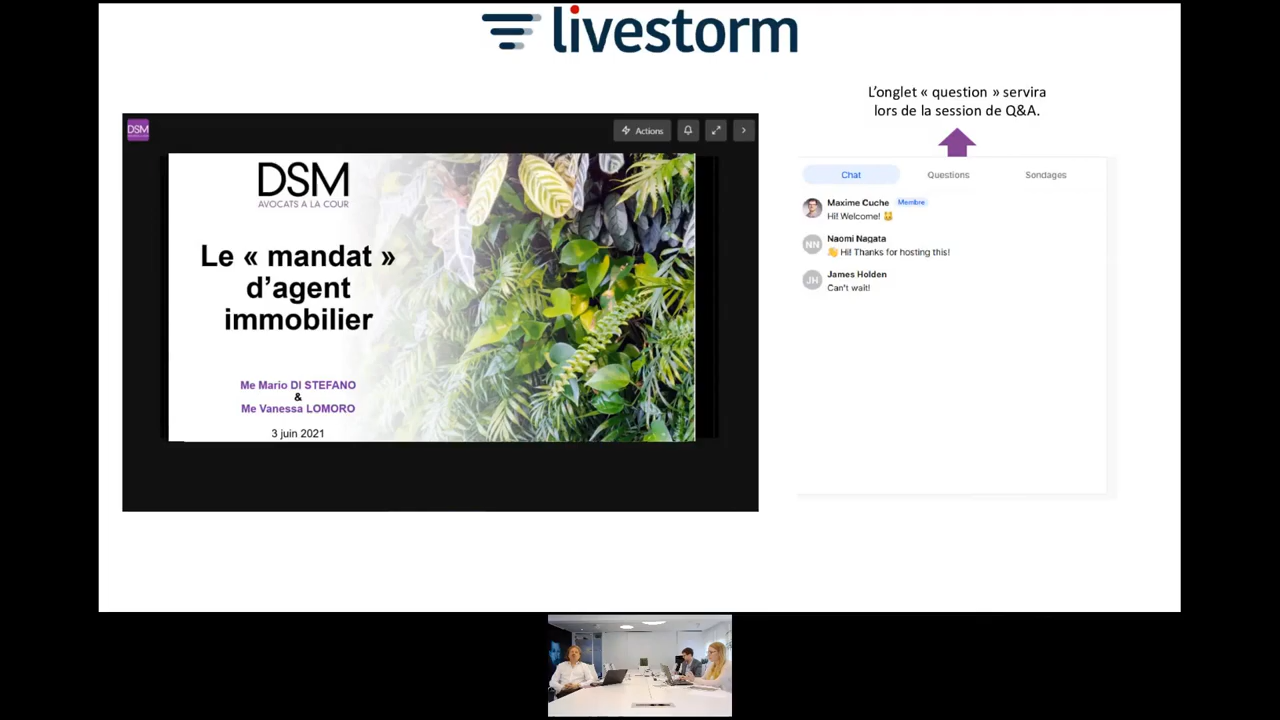 livestorm
L'onglet « question » servira
lors de la session de Q&A.
DSM
Actions
DSM
AVOCATS A LA COUR
Le « mandat »
d'agent
immobilier
Me Mario DI STEFANO
&
Me Vanessa LOMORO
3 juin 2021
Chat Questions Sondages
Maxime Cuche Membre
Hi! Welcome! 😸
NN Naomi Nagata
👋 Hi! Thanks for hosting this!
JH James Holden
Can't wait!